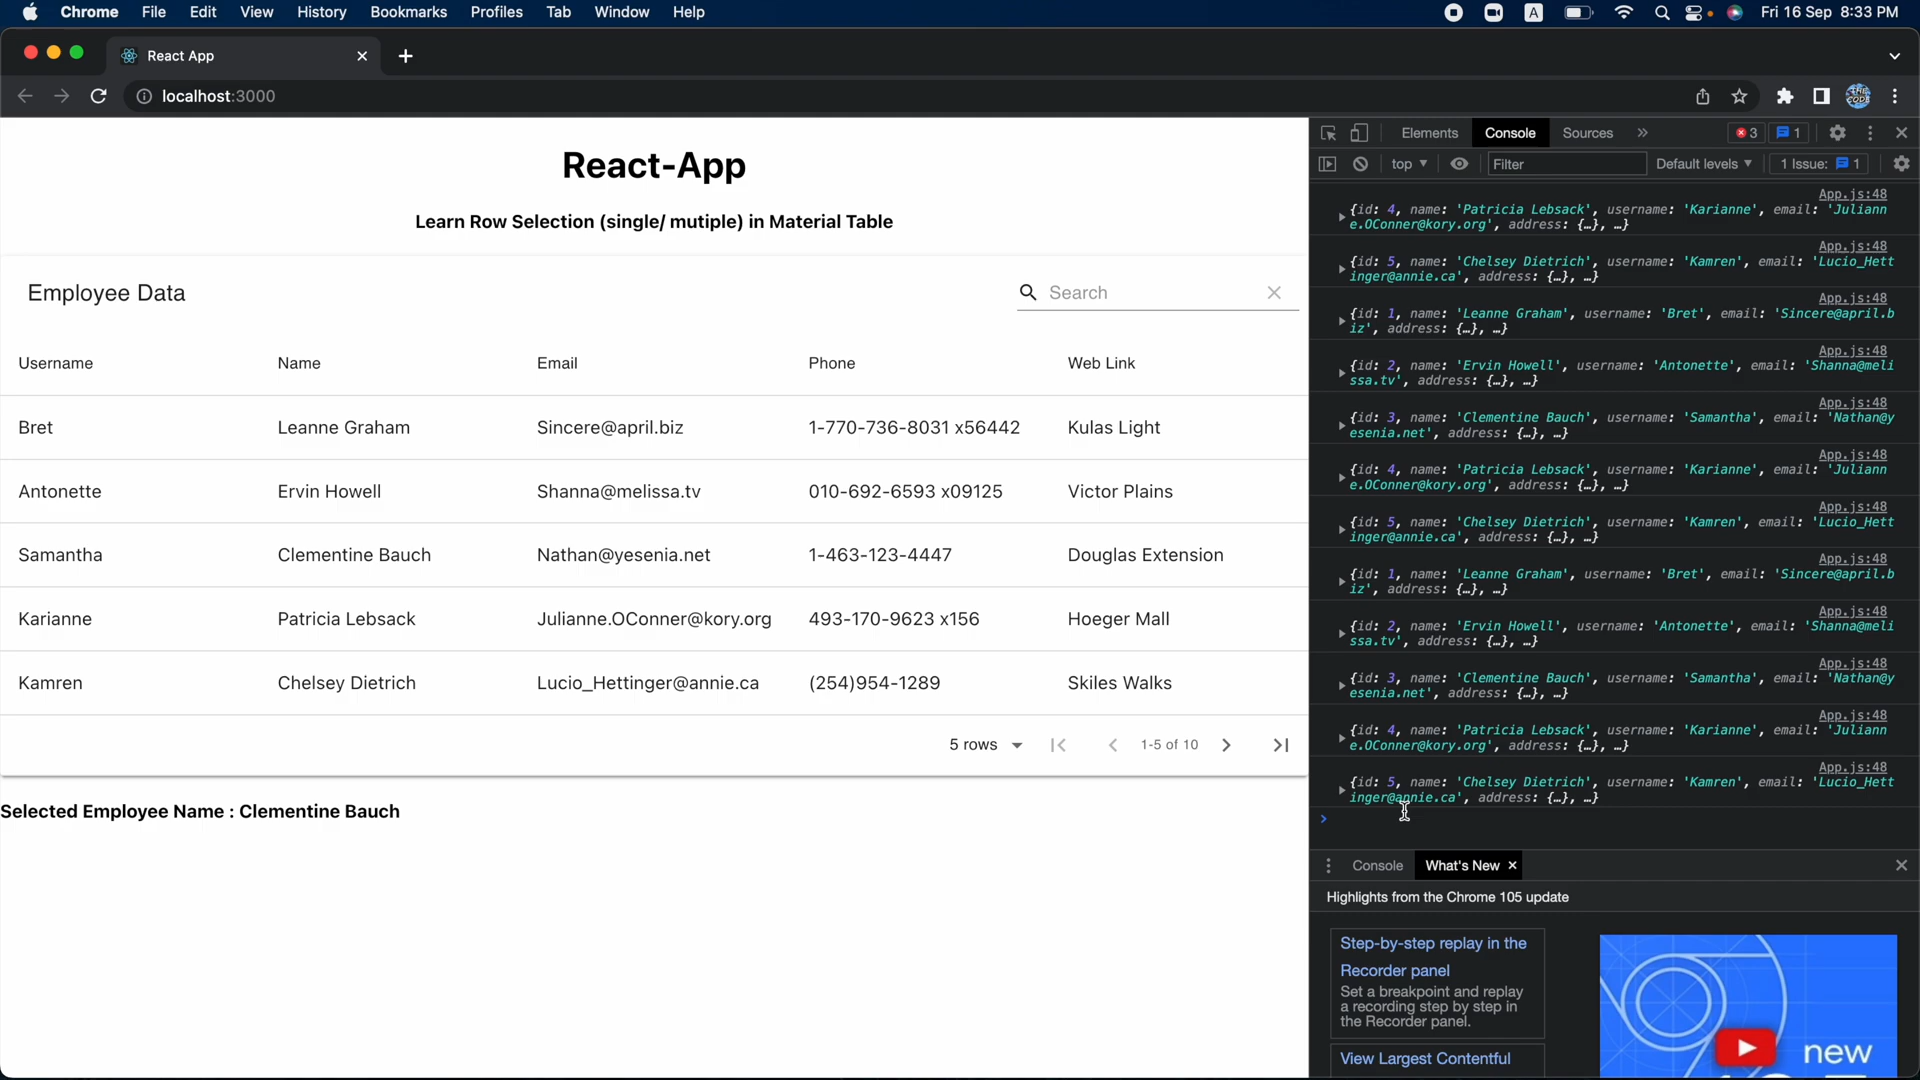 Chrome File Edit View History Bookmarks Profiles Tab Window Help
A Fri 16 Sep 8:33 PM
React App
localhost:3000
React-App
Learn Row Selection (single/ mutiple) in Material Table
Employee Data
Search
Username Name Email Phone Web Link
Bret Leanne Graham Sincere@april.biz 1-770-736-8031 x56442 Kulas Light
Antonette Ervin Howell Shanna@melissa.tv 010-692-6593 x09125 Victor Plains
Samantha Clementine Bauch Nathan@yesenia.net 1-463-123-4447 Douglas Extension
Karianne Patricia Lebsack Julianne.OConner@kory.org 493-170-9623 x156 Hoeger Mall
Kamren Chelsey Dietrich Lucio_Hettinger@annie.ca (254)954-1289 Skiles Walks
5 rows 1-5 of 10
Selected Employee Name : Clementine Bauch
Elements Console Sources 3 1
top Filter Default levels 1 Issue: 1
App.js:48
{id: 4, name: 'Patricia Lebsack', username: 'Karianne', email: 'Juliann
e.OConner@kory.org', address: {…}, …}
App.js:48
{id: 5, name: 'Chelsey Dietrich', username: 'Kamren', email: 'Lucio_Hett
inger@annie.ca', address: {…}, …}
App.js:48
{id: 1, name: 'Leanne Graham', username: 'Bret', email: 'Sincere@april.b
iz', address: {…}, …}
App.js:48
{id: 2, name: 'Ervin Howell', username: 'Antonette', email: 'Shanna@meli
ssa.tv', address: {…}, …}
App.js:48
{id: 3, name: 'Clementine Bauch', username: 'Samantha', email: 'Nathan@y
esenia.net', address: {…}, …}
App.js:48
{id: 4, name: 'Patricia Lebsack', username: 'Karianne', email: 'Juliann
e.OConner@kory.org', address: {…}, …}
App.js:48
{id: 5, name: 'Chelsey Dietrich', username: 'Kamren', email: 'Lucio_Hett
inger@annie.ca', address: {…}, …}
App.js:48
{id: 1, name: 'Leanne Graham', username: 'Bret', email: 'Sincere@april.b
iz', address: {…}, …}
App.js:48
{id: 2, name: 'Ervin Howell', username: 'Antonette', email: 'Shanna@meli
ssa.tv', address: {…}, …}
App.js:48
{id: 3, name: 'Clementine Bauch', username: 'Samantha', email: 'Nathan@y
esenia.net', address: {…}, …}
App.js:48
{id: 4, name: 'Patricia Lebsack', username: 'Karianne', email: 'Juliann
e.OConner@kory.org', address: {…}, …}
App.js:48
{id: 5, name: 'Chelsey Dietrich', username: 'Kamren', email: 'Lucio_Hett
inger@annie.ca', address: {…}, …}
Console What's New
Highlights from the Chrome 105 update
Step-by-step replay in the
Recorder panel
Set a breakpoint and replay
a recording step by step in
the Recorder panel.
View Largest Contentful
new